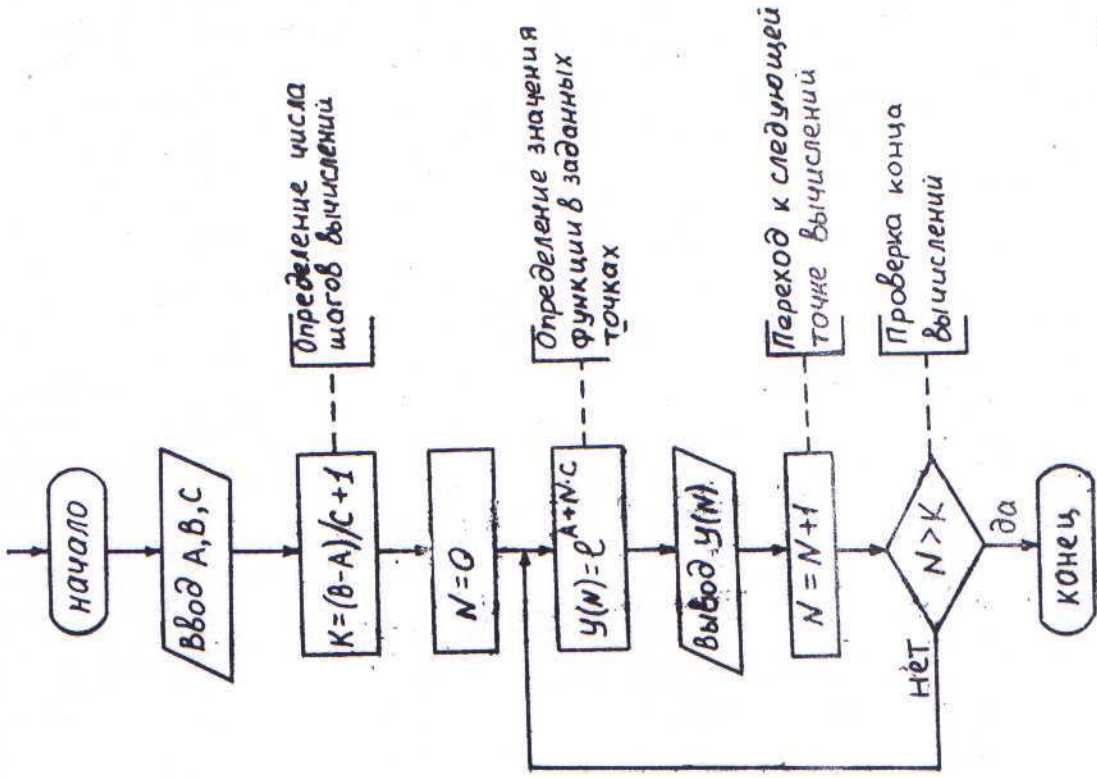 начало
Ввод A, B, C
K=(B-A)/C+1
Определение числа
шагов вычислений
N=0
Y(N)=e^A+N·C
Определение значения
функции в заданных
точках
Вывод Y(N)
N=N+1
Переход к следующей
точке вычислений
N>K
Проверка конца
вычислений
нет
да
конец